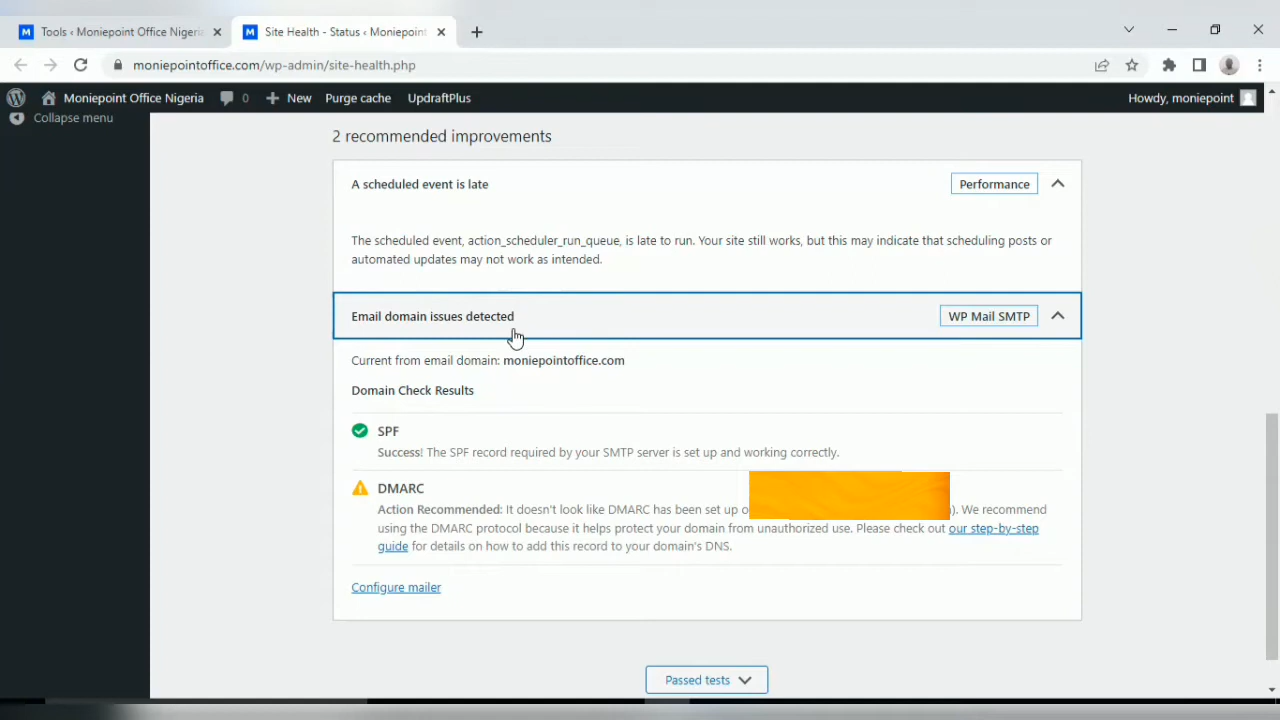 Tools ‹ Moniepoint Office Nigeri
Site Health - Status ‹ Moniepoint
moniepointoffice.com/wp-admin/site-health.php
Moniepoint Office Nigeria
0
New
Purge cache
UpdraftPlus
Howdy, moniepoint
Collapse menu
2 recommended improvements
A scheduled event is late
Performance
The scheduled event, action_scheduler_run_queue, is late to run. Your site still works, but this may indicate that scheduling posts or
automated updates may not work as intended.
Email domain issues detected
WP Mail SMTP
Current from email domain: moniepointoffice.com
Domain Check Results
SPF
Success! The SPF record required by your SMTP server is set up and working correctly.
DMARC
Action Recommended: It doesn't look like DMARC has been set up o ). We recommend
using the DMARC protocol because it helps protect your domain from unauthorized use. Please check out our step-by-step
guide for details on how to add this record to your domain's DNS.
Configure mailer
Passed tests